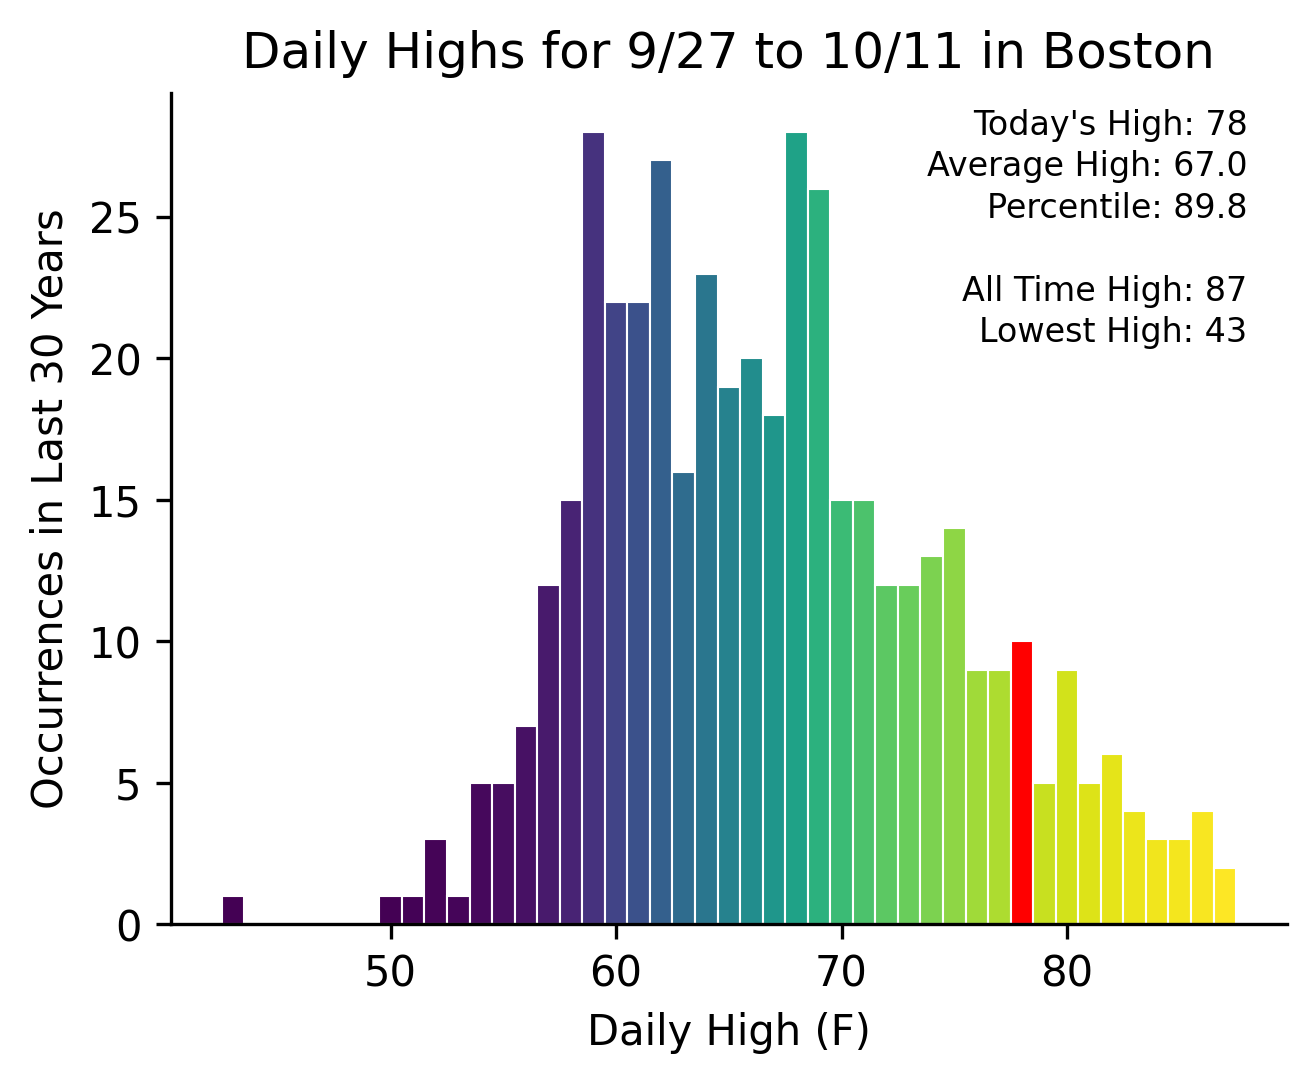 Daily Highs for 9/27 to 10/11 in Boston
Today's High: 78
Average High: 67.0
Percentile: 89.8
All Time High: 87
Lowest High: 43
Occurrences in Last 30 Years
25
20
15
10
5
0
50
60
70
80
Daily High (F)